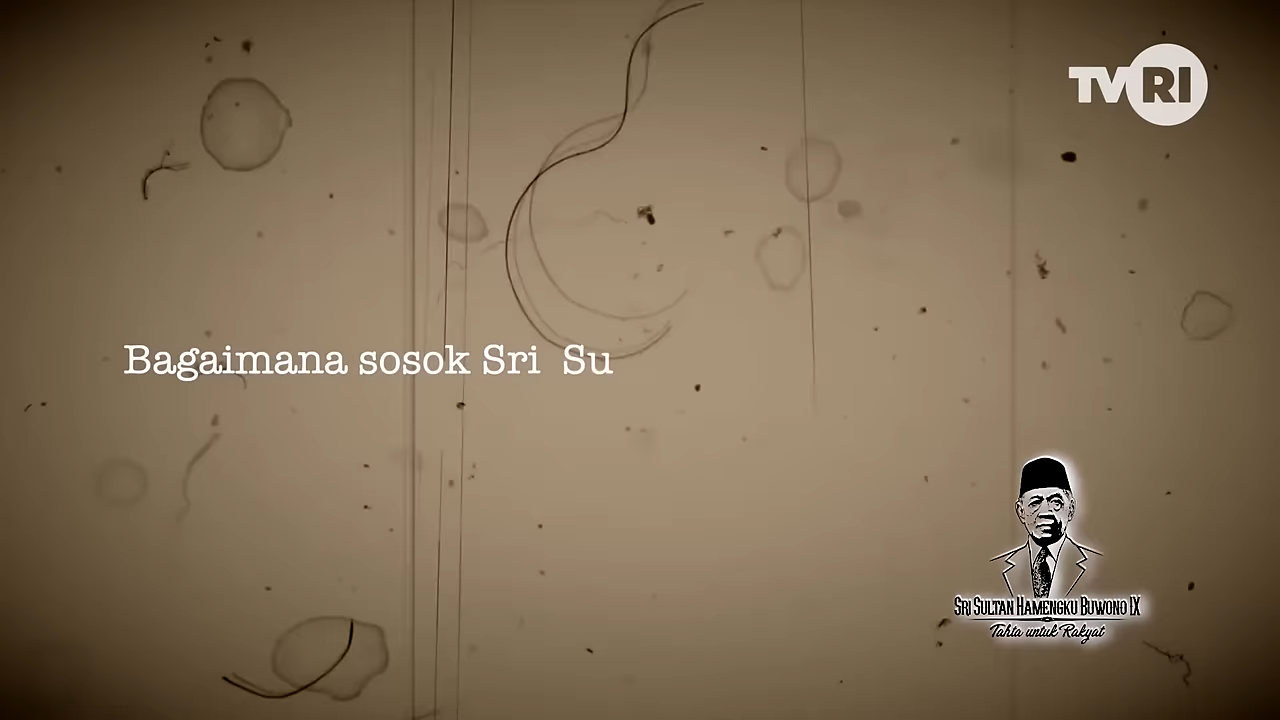 TVRI
Bagaimana sosok Sri  Su
SRI SULTAN HAMENGKU BUWONO IX
Tahta untuk Rakyat